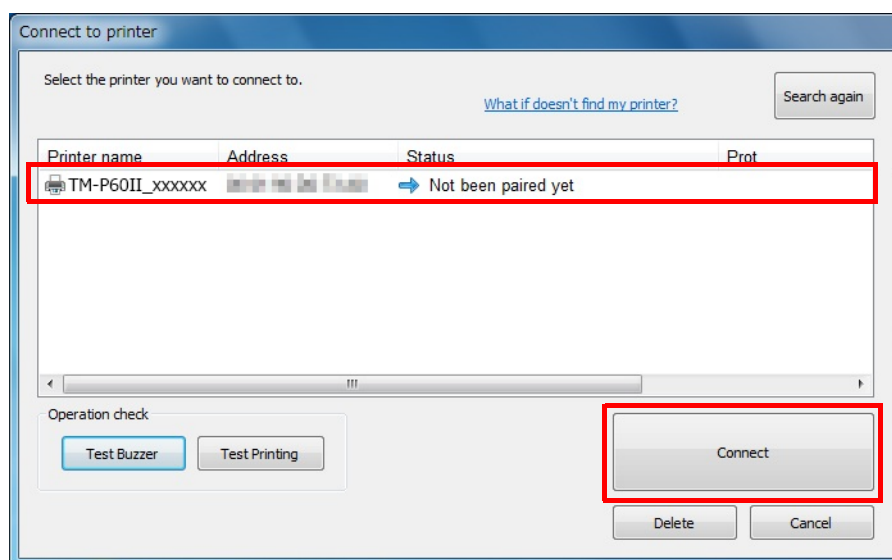 Connect to printer
Select the printer you want to connect to.
What if doesn't find my printer?
Search again
Printer name Address Status Prot
TM-P60II_xxxxxx Not been paired yet
Operation check
Test Buzzer Test Printing
Connect
Delete Cancel